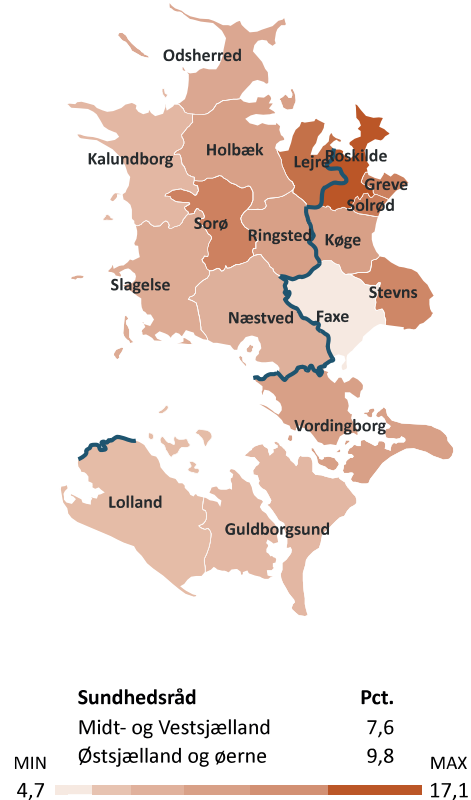 Odsherred
Holbæk
Kalundborg
Lejre
Roskilde
Greve
Solrød
Sorø
Ringsted
Køge
Slagelse
Stevns
Næstved
Faxe
Vordingborg
Lolland
Guldborgsund
Sundhedsråd Pct.
Midt- og Vestsjælland 7,6
Østsjælland og øerne 9,8
MIN MAX
4,7 17,1